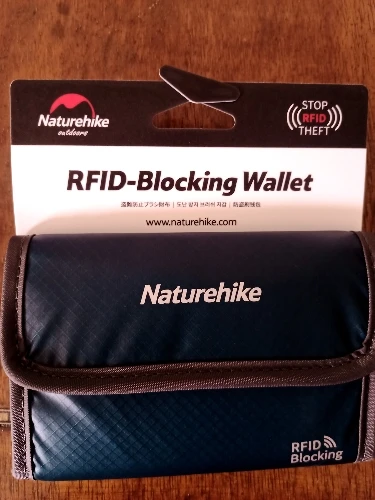 Naturehike
outdoors
STOP
RFID
THEFT
RFID-Blocking Wallet
www.naturehike.com
Naturehike
RFID
Blocking